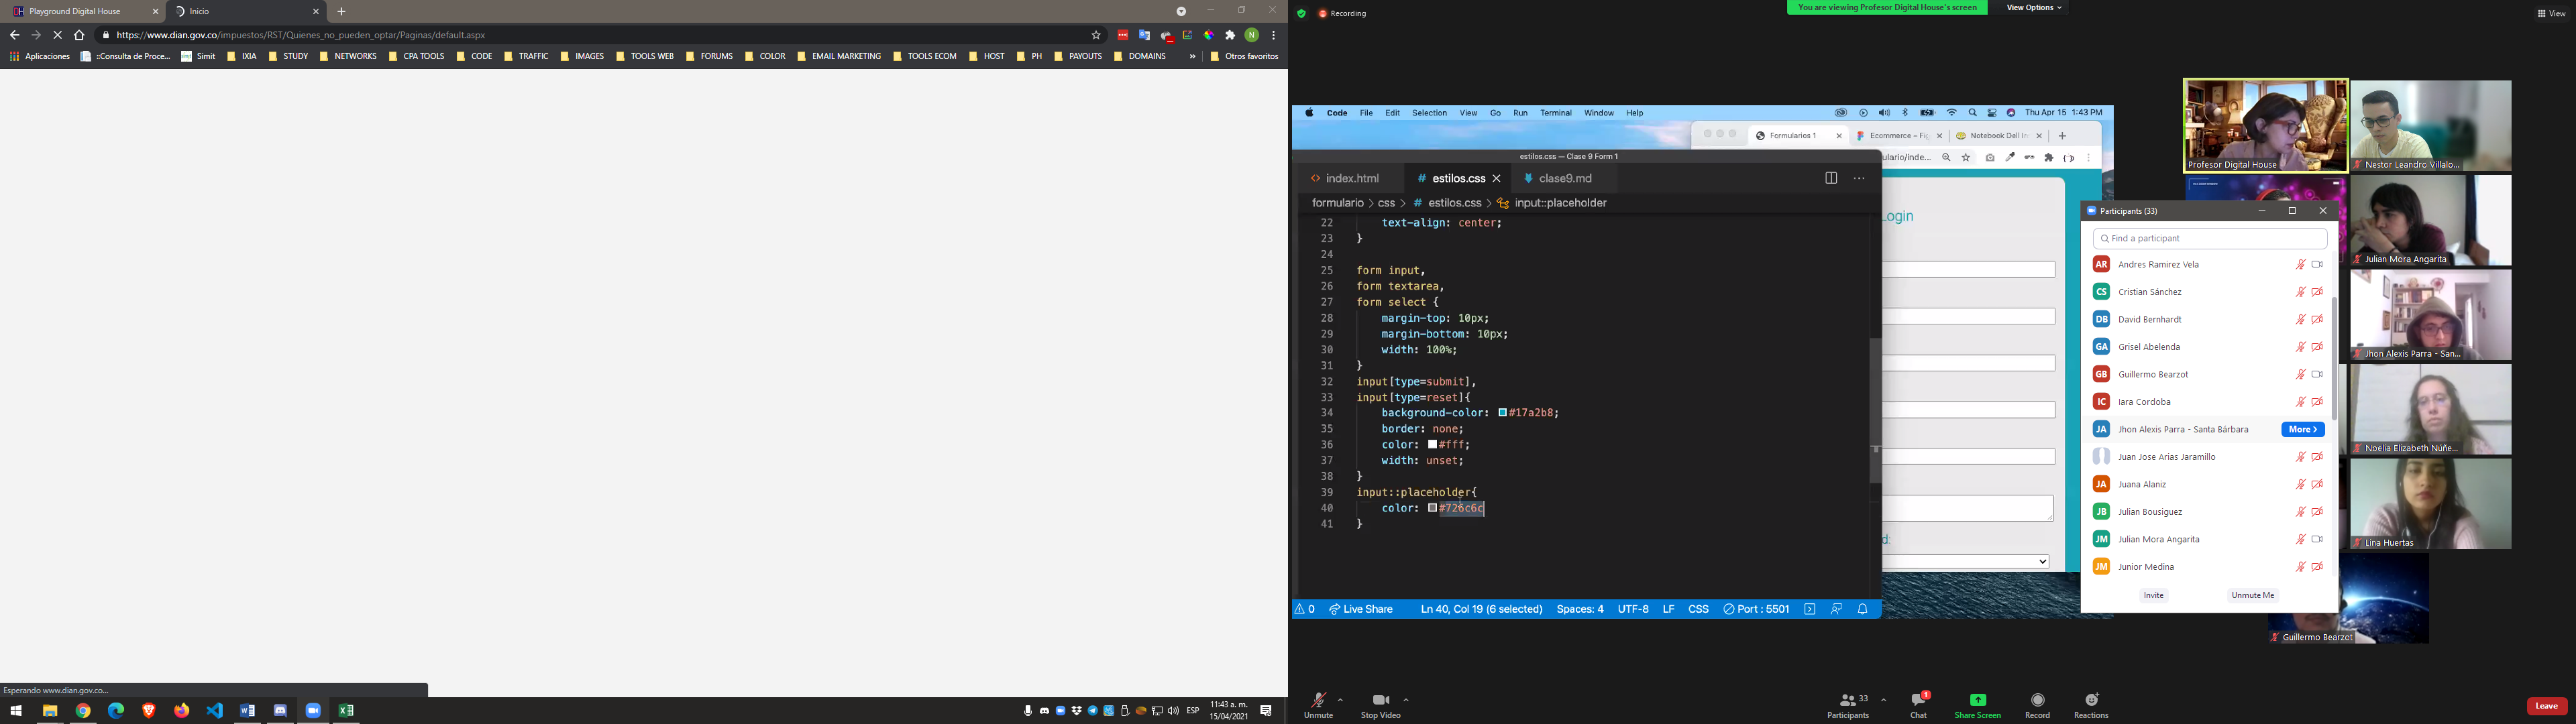 Playground Digital House
Inicio
https://www.dian.gov.co/impuestos/RST/Quienes_no_pueden_optar/Paginas/default.aspx
N
Aplicaciones
::Consulta de Proce...
Simit
IXIA
STUDY
NETWORKS
CPA TOOLS
CODE
TRAFFIC
IMAGES
TOOLS WEB
FORUMS
COLOR
EMAIL MARKETING
TOOLS ECOM
HOST
PH
PAYOUTS
DOMAINS
»
Otros favoritos
Esperando www.dian.gov.co...
ESP
11:43 a. m.
15/04/2021
Recording
You are viewing Profesor Digital House's screen
View Options
View
Code File Edit Selection View Go Run Terminal Window Help
Thu Apr 15 1:43 PM
Formularios 1
Ecommerce – Fig
Notebook Dell In
ulario/inde...
estilos.css — Clase 9 Form 1
index.html
# estilos.css
clase9.md
formulario > css > # estilos.css > input::placeholder
22 text-align: center;
23 }
24
25 form input,
26 form textarea,
27 form select {
28 margin-top: 10px;
29 margin-bottom: 10px;
30 width: 100%;
31 }
32 input[type=submit],
33 input[type=reset]{
34 background-color: #17a2b8;
35 border: none;
36 color: #fff;
37 width: unset;
38 }
39 input::placeholder{
40 color: #726c6c
41 }
Login
d:
0
Live Share
Ln 40, Col 19 (6 selected)
Spaces: 4
UTF-8
LF
CSS
Port : 5501
Profesor Digital House
Nestor Leandro Villalo...
Julian Mora Angarita
Jhon Alexis Parra - San...
Noelia Elizabeth Núñe...
Lina Huertas
Guillermo Bearzot
Participants (33)
Find a participant
AR Andres Ramirez Vela
CS Cristian Sánchez
DB David Bernhardt
GA Grisel Abelenda
GB Guillermo Bearzot
IC Iara Cordoba
JA Jhon Alexis Parra - Santa Bárbara
More >
Juan Jose Arias Jaramillo
JA Juana Alaniz
JB Julian Bousiguez
JM Julian Mora Angarita
JM Junior Medina
Invite
Unmute Me
Unmute
Stop Video
33
Participants
1
Chat
Share Screen
Record
Reactions
Leave